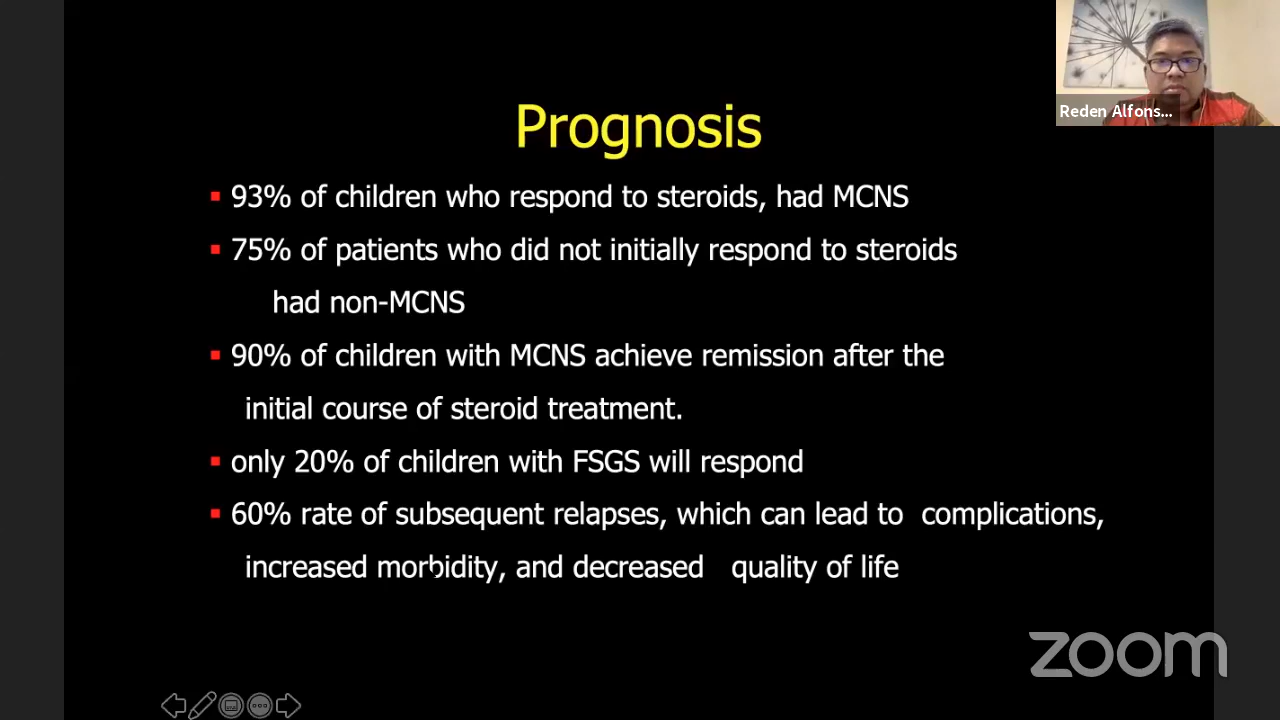 Reden Alfons...
Prognosis
93% of children who respond to steroids, had MCNS
75% of patients who did not initially respond to steroids
had non-MCNS
90% of children with MCNS achieve remission after the
initial course of steroid treatment.
only 20% of children with FSGS will respond
60% rate of subsequent relapses, which can lead to complications,
increased morbidity, and decreased quality of life
zoom